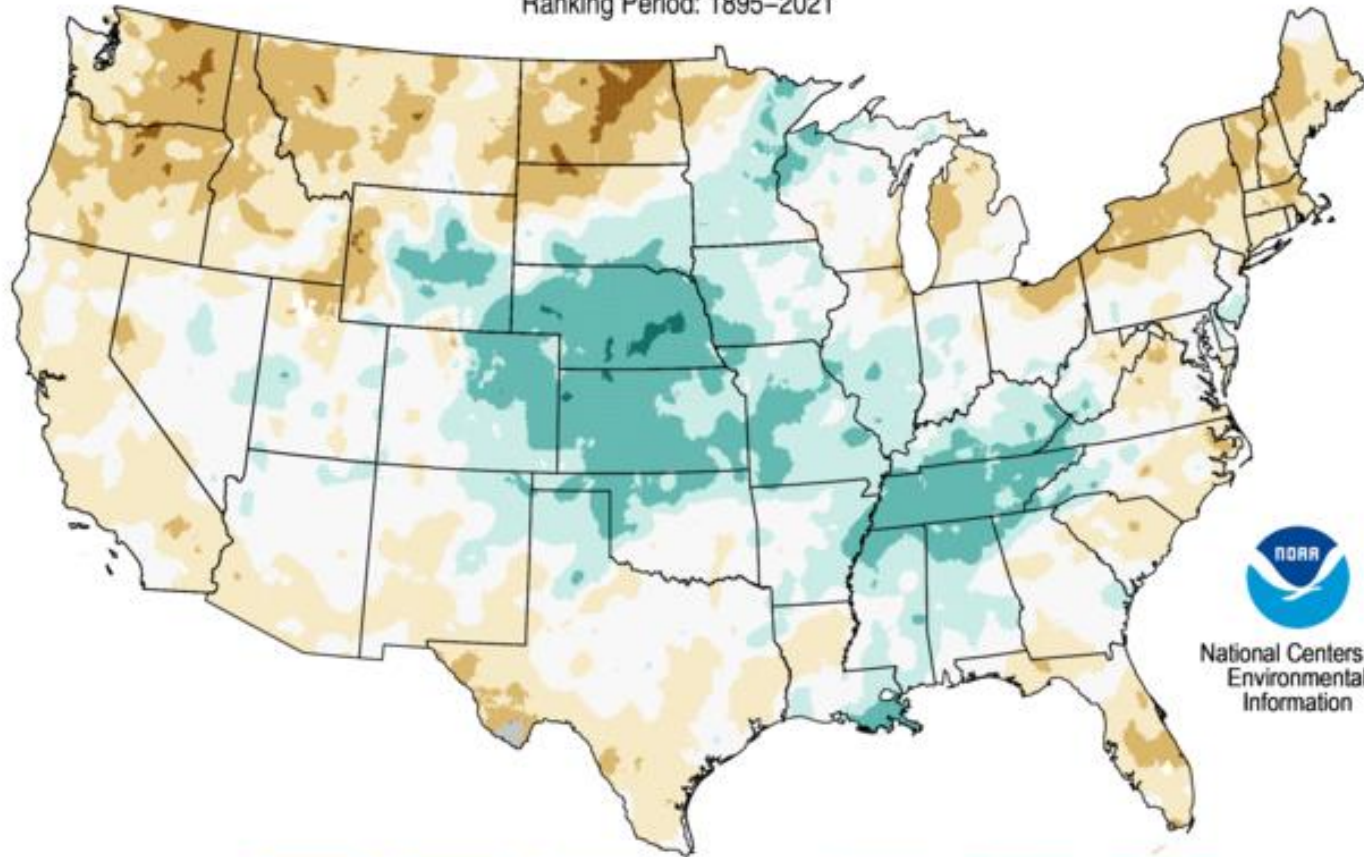 Ranking Period: 1895–2021
NOAA
National Centers
Environmental
Information